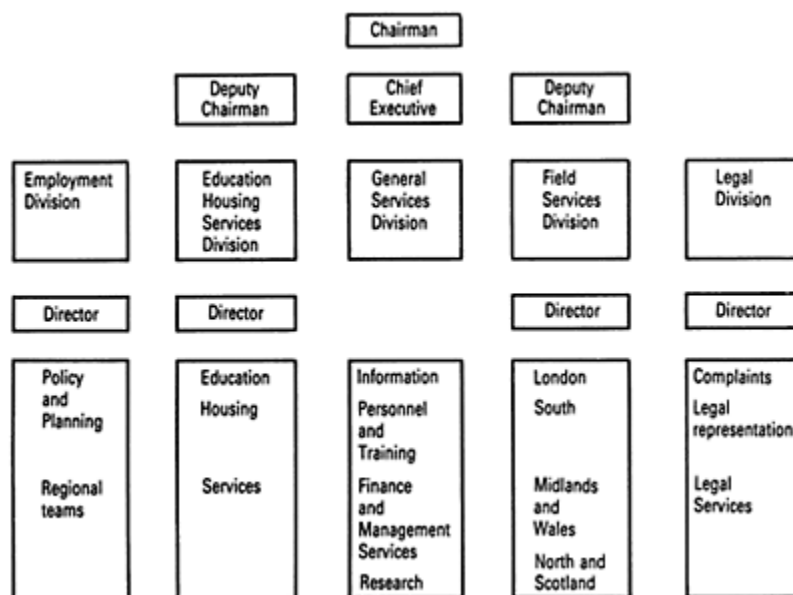 Chairman
Deputy
Chairman
Chief
Executive
Deputy
Chairman
Employment
Division
Education
Housing
Services
Division
General
Services
Division
Field
Services
Division
Legal
Division
Director
Director
Director
Director
Policy
and
Planning
Regional
teams
Education
Housing
Services
Information
Personnel
and
Training
Finance
and
Management
Services
Research
London
South
Midlands
and
Wales
North and
Scotland
Complaints
Legal
representation
Legal
Services